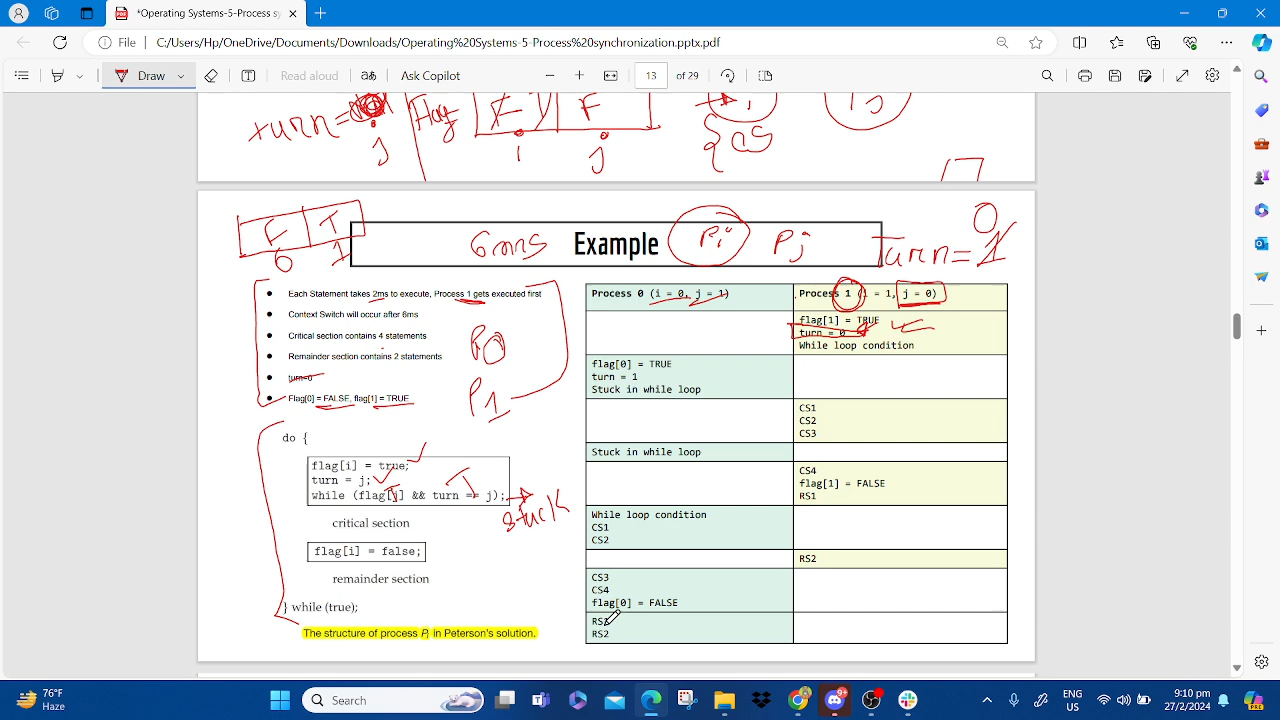 *Operating Systems-5-Process sy
File
C:/Users/Hp/OneDrive/Documents/Downloads/Operating%20Systems-5-Process%20synchronization.pptx.pdf
Draw
Read aloud
Ask Copilot
13 of 29
turn=
j
Flag
F
F
i
j
{ CS
F T
0 1
6ms
Example
Pi
Pj
Turn=
1
0
Each Statement takes 2ms to execute, Process 1 gets executed first
Context Switch will occur after 6ms
Critical section contains 4 statements
Remainder section contains 2 statements
turn=0
Flag[0] = FALSE, flag[1] = TRUE
P0
P1
do {
flag[i] = true;
turn = j;
while (flag[j] && turn == j);
T
T
stuck
critical section
flag[i] = false;
remainder section
} while (true);
The structure of process Pi in Peterson's solution.
Process 0 (i = 0, j = 1)
Process 1 (i = 1, j = 0)
flag[1] = TRUE
turn = 0
While loop condition
flag[0] = TRUE
turn = 1
Stuck in while loop
CS1
CS2
CS3
Stuck in while loop
CS4
flag[1] = FALSE
RS1
While loop condition
CS1
CS2
RS2
CS3
CS4
flag[0] = FALSE
RS1
RS2
76°F
Haze
Search
9+
PRE
ENG
US
9:10 pm
27/2/2024
PRE